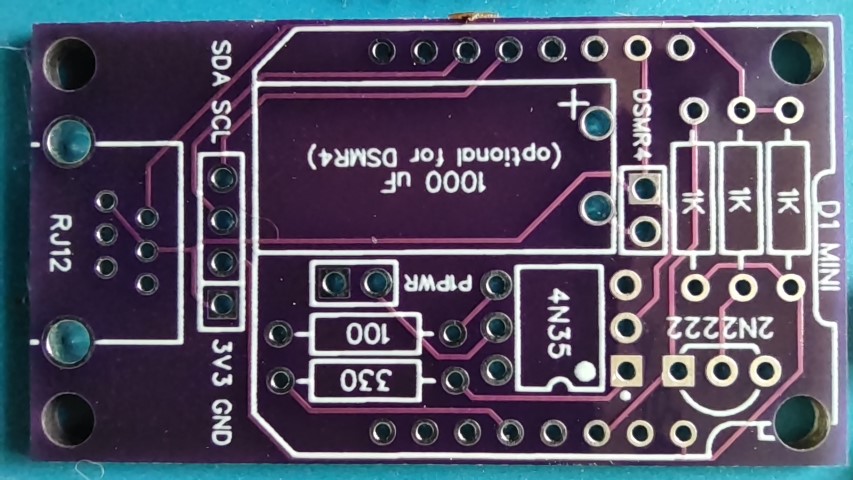 3V3 GND
330
2N2222
4N35
100
P1PWR
D1 MINI
1K
1K
1K
DSMR4
1000 uF
(optional for DSMR4)
+
SDA SCL
RJ12